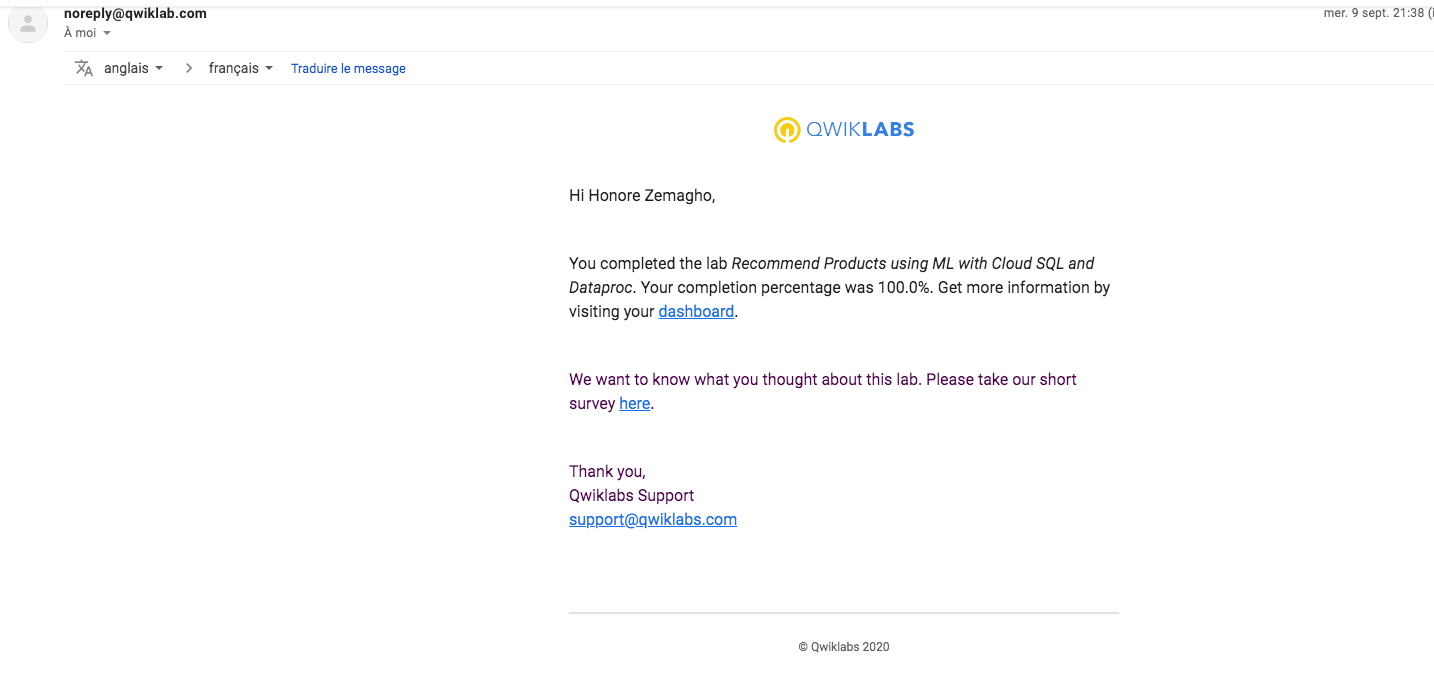 noreply@qwiklab.com
mer. 9 sept. 21:38 (i
À moi
anglais > français Traduire le message
QWIKLABS
Hi Honore Zemagho,
You completed the lab Recommend Products using ML with Cloud SQL and
Dataproc. Your completion percentage was 100.0%. Get more information by
visiting your dashboard.
We want to know what you thought about this lab. Please take our short
survey here.
Thank you,
Qwiklabs Support
support@qwiklabs.com
© Qwiklabs 2020